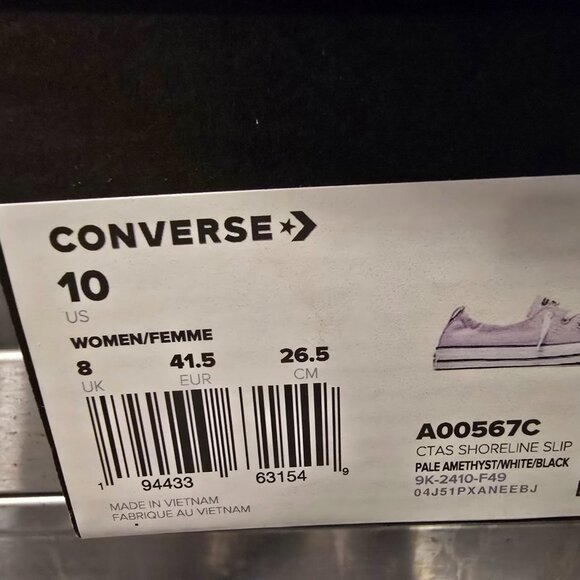 CONVERSE
10
US
WOMEN/FEMME
8 41.5 26.5
UK EUR CM
1 94433 63154 9
MADE IN VIETNAM
FABRIQUE AU VIETNAM
A00567C
CTAS SHORELINE SLIP
PALE AMETHYST/WHITE/BLACK
9K-2410-F49
04J51PXANEEBJ